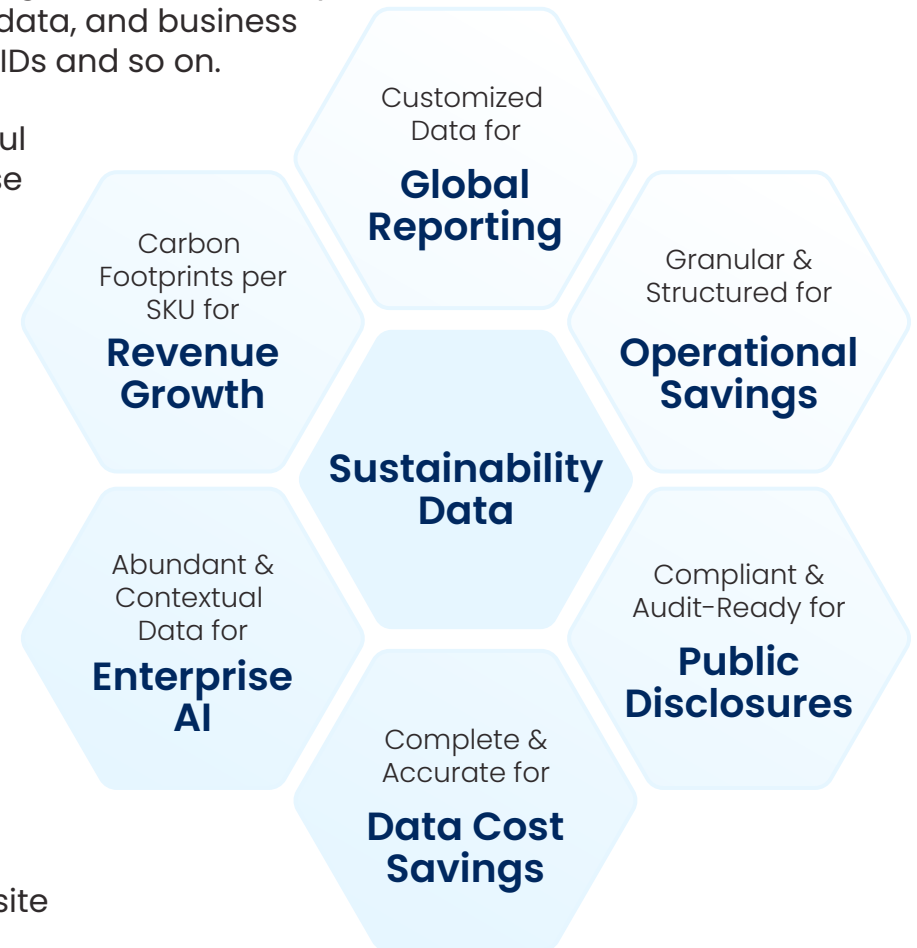 data, and business
IDs and so on.
ul
se
Customized
Data for
Global
Reporting
Carbon
Footprints per
SKU for
Revenue
Growth
Granular &
Structured for
Operational
Savings
Sustainability
Data
Abundant &
Contextual
Data for
Enterprise
AI
Compliant &
Audit-Ready for
Public
Disclosures
Complete &
Accurate for
Data Cost
Savings
site